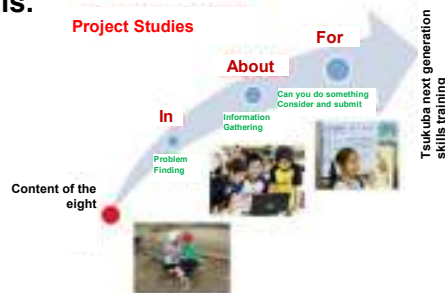 is.
Project Studies
For
About
Can you do something
Consider and submit
In
Information
Gathering
Problem
Finding
Content of the
eight
Tsukuba next generation
skills training